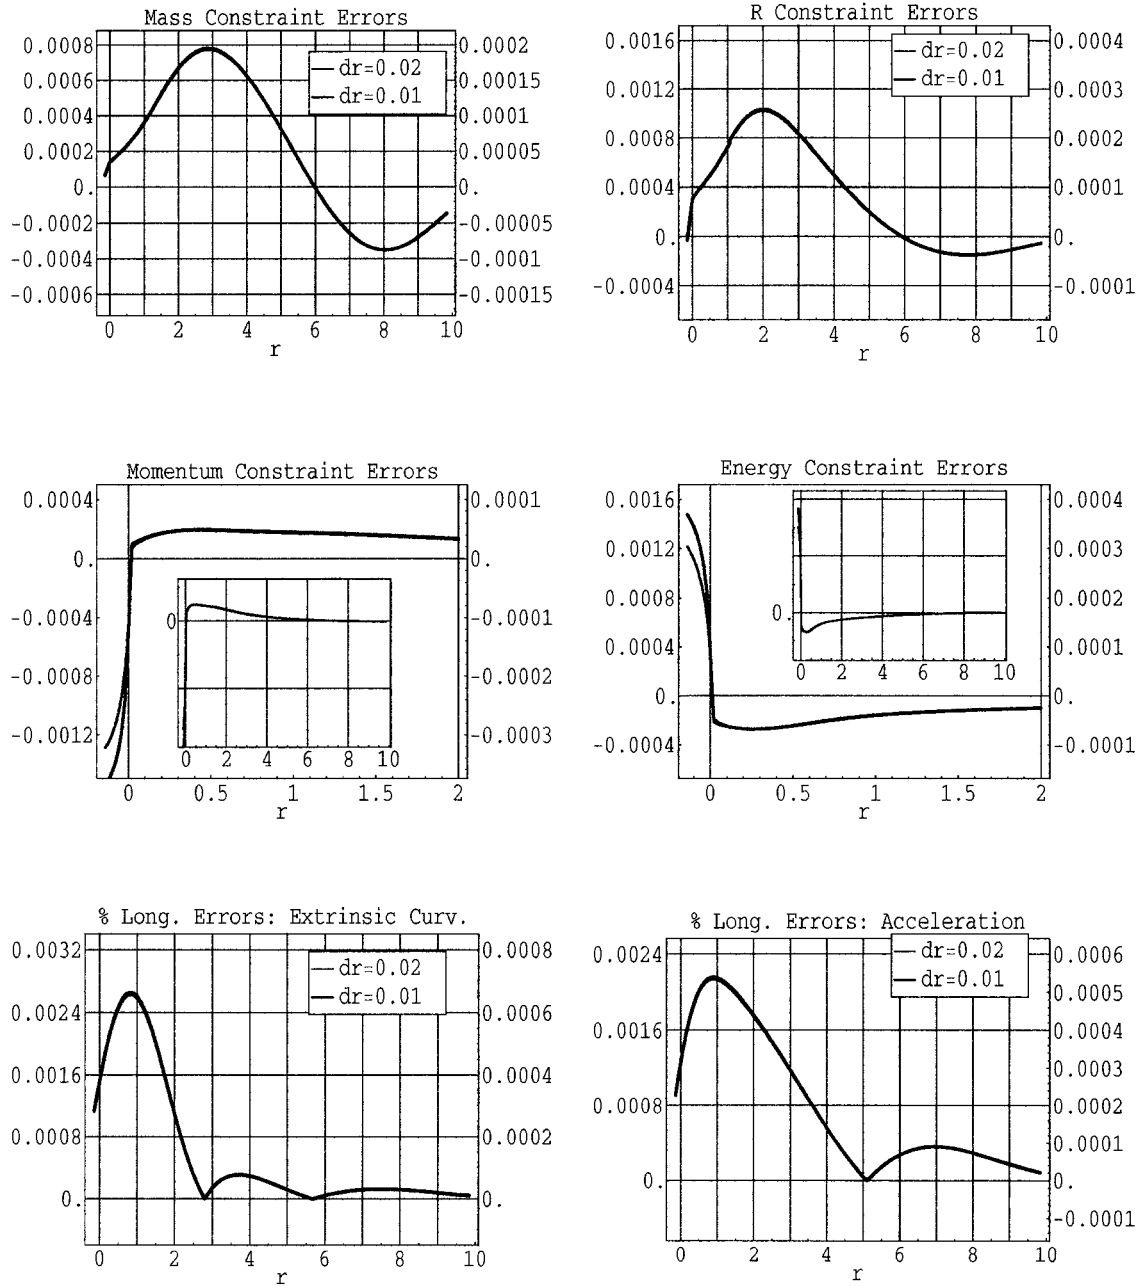 Mass Constraint Errors
0.0008
0.0006
0.0004
0.0002
0.
-0.0002
-0.0004
-0.0006
0.0002
0.00015
0.0001
0.00005
0.
-0.00005
-0.0001
-0.00015
dr=0.02
dr=0.01
0 2 4 6 8 10
r
R Constraint Errors
0.0016
0.0012
0.0008
0.0004
0.
-0.0004
0.0004
0.0003
0.0002
0.0001
0.
-0.0001
dr=0.02
dr=0.01
0 2 4 6 8 10
r
Momentum Constraint Errors
0.0004
0.
-0.0004
-0.0008
-0.0012
0.0001
0.
-0.0001
-0.0002
-0.0003
0
0 2 4 6 8 10
0 0.5 1 1.5 2
r
Energy Constraint Errors
0.0016
0.0012
0.0008
0.0004
0.
-0.0004
0.0004
0.0003
0.0002
0.0001
0.
-0.0001
0.
0 2 4 6 8 10
0 0.5 1 1.5 2
r
% Long. Errors: Extrinsic Curv.
0.0032
0.0024
0.0016
0.0008
0.
0.0008
0.0006
0.0004
0.0002
0.
dr=0.02
dr=0.01
0 2 4 6 8 10
r
% Long. Errors: Acceleration
0.0024
0.0016
0.0008
0.
0.0006
0.0005
0.0004
0.0003
0.0002
0.0001
0.
-0.0001
dr=0.02
dr=0.01
0 2 4 6 8 10
r